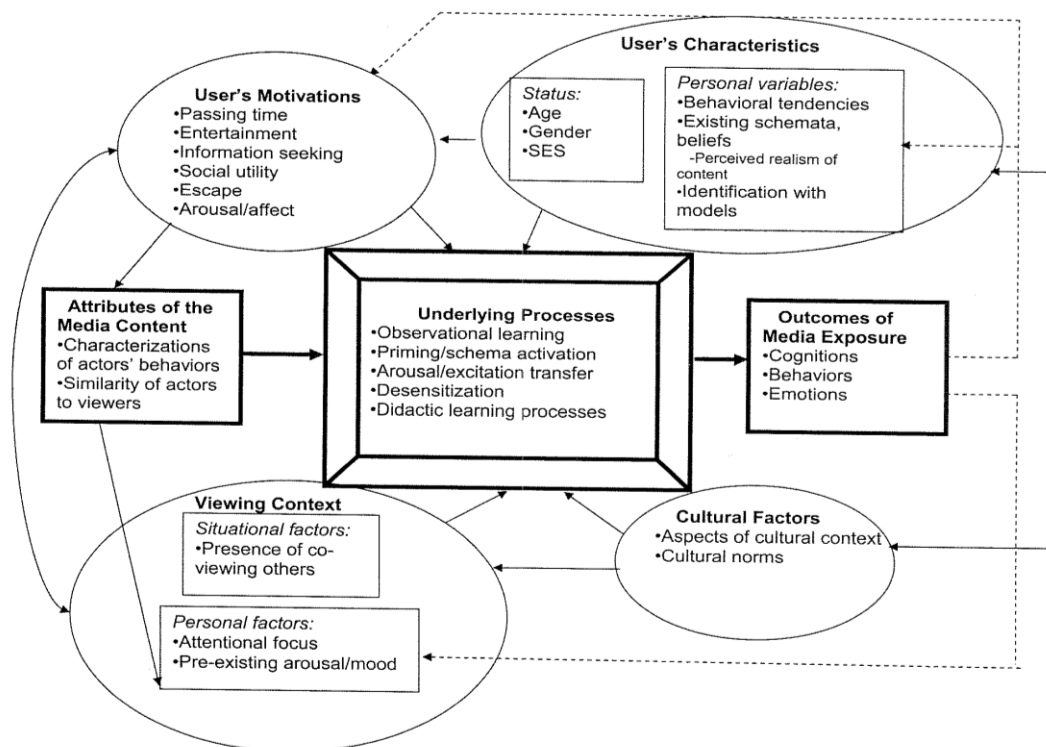 User's Motivations
•Passing time
•Entertainment
•Information seeking
•Social utility
•Escape
•Arousal/affect
User's Characteristics
Status:
•Age
•Gender
•SES
Personal variables:
•Behavioral tendencies
•Existing schemata,
beliefs
-Perceived realism of
content
•Identification with
models
Attributes of the
Media Content
•Characterizations
of actors' behaviors
•Similarity of actors
to viewers
Underlying Processes
•Observational learning
•Priming/schema activation
•Arousal/excitation transfer
•Desensitization
•Didactic learning processes
Outcomes of
Media Exposure
•Cognitions
•Behaviors
•Emotions
Viewing Context
Situational factors:
•Presence of co-
viewing others
Personal factors:
•Attentional focus
•Pre-existing arousal/mood
Cultural Factors
•Aspects of cultural context
•Cultural norms